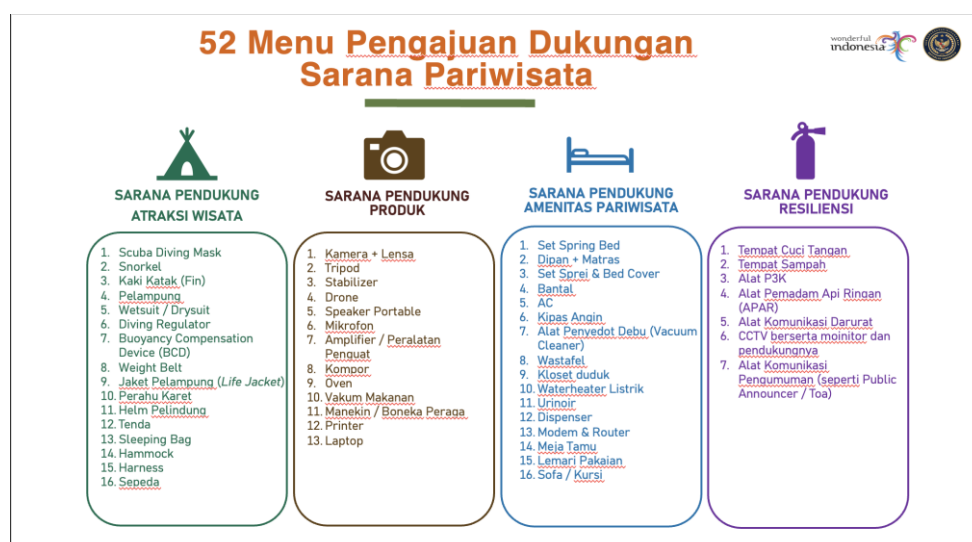 52 Menu Pengajuan Dukungan
Sarana Pariwisata
wonderful
indonesia
SARANA PENDUKUNG
ATRAKSI WISATA
1. Scuba Diving Mask
2. Snorkel
3. Kaki Katak (Fin)
4. Pelampung
5. Wetsuit / Drysuit
6. Diving Regulator
7. Buoyancy Compensation
Device (BCD)
8. Weight Belt
9. Jaket Pelampung (Life Jacket)
10. Perahu Karet
11. Helm Pelindung
12. Tenda
13. Sleeping Bag
14. Hammock
15. Harness
16. Sepeda
SARANA PENDUKUNG
PRODUK
1. Kamera + Lensa
2. Tripod
3. Stabilizer
4. Drone
5. Speaker Portable
6. Mikrofon
7. Amplifier / Peralatan
Penguat
8. Kompor
9. Oven
10. Vakum Makanan
11. Manekin / Boneka Peraga
12. Printer
13. Laptop
SARANA PENDUKUNG
AMENITAS PARIWISATA
1. Set Spring Bed
2. Dipan + Matras
3. Set Sprei & Bed Cover
4. Bantal
5. AC
6. Kipas Angin
7. Alat Penyedot Debu (Vacuum
Cleaner)
8. Wastafel
9. Kloset duduk
10. Waterheater Listrik
11. Urinoir
12. Dispenser
13. Modem & Router
14. Meja Tamu
15. Lemari Pakaian
16. Sofa / Kursi
SARANA PENDUKUNG
RESILIENSI
1. Tempat Cuci Tangan
2. Tempat Sampah
3. Alat P3K
4. Alat Pemadam Api Ringan
(APAR)
5. Alat Komunikasi Darurat
6. CCTV berserta moinitor dan
pendukungnya
7. Alat Komunikasi
Pengumuman (seperti Public
Announcer / Toa)